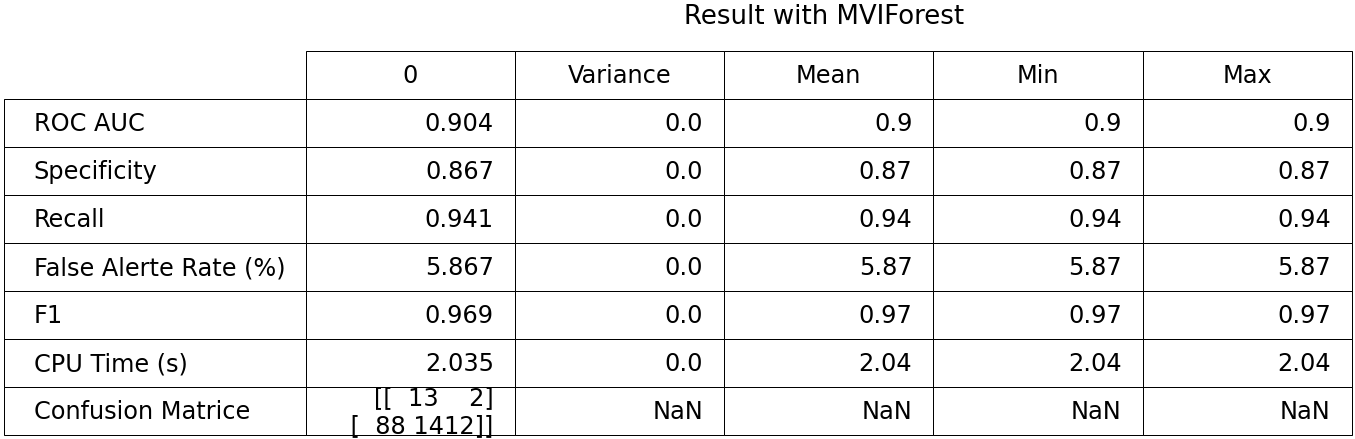 Result with MVIForest
0 Variance Mean Min Max
ROC AUC 0.904 0.0 0.9 0.9 0.9
Specificity 0.867 0.0 0.87 0.87 0.87
Recall 0.941 0.0 0.94 0.94 0.94
False Alerte Rate (%) 5.867 0.0 5.87 5.87 5.87
F1 0.969 0.0 0.97 0.97 0.97
CPU Time (s) 2.035 0.0 2.04 2.04 2.04
Confusion Matrice [[ 13 2]
[ 88 1412]] NaN NaN NaN NaN